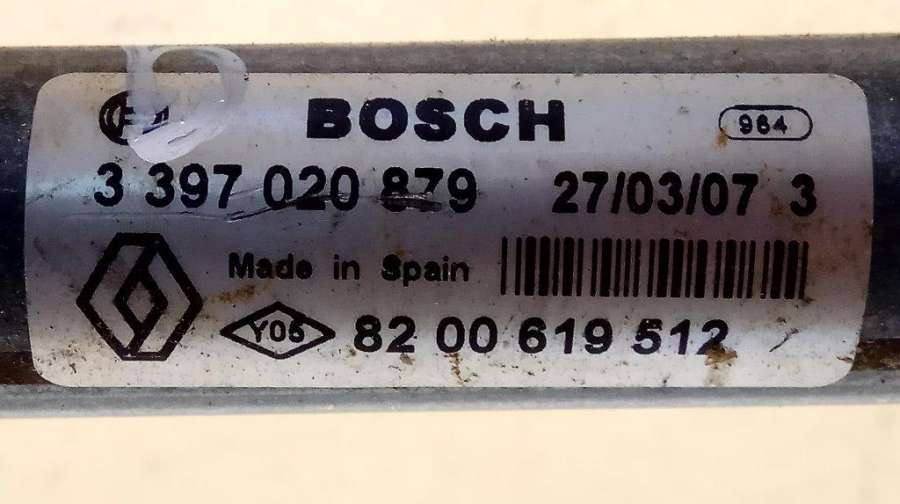 BOSCH 964
3 397 020 879 27/03/07 3
Made in Spain
Y05 82 00 619 512